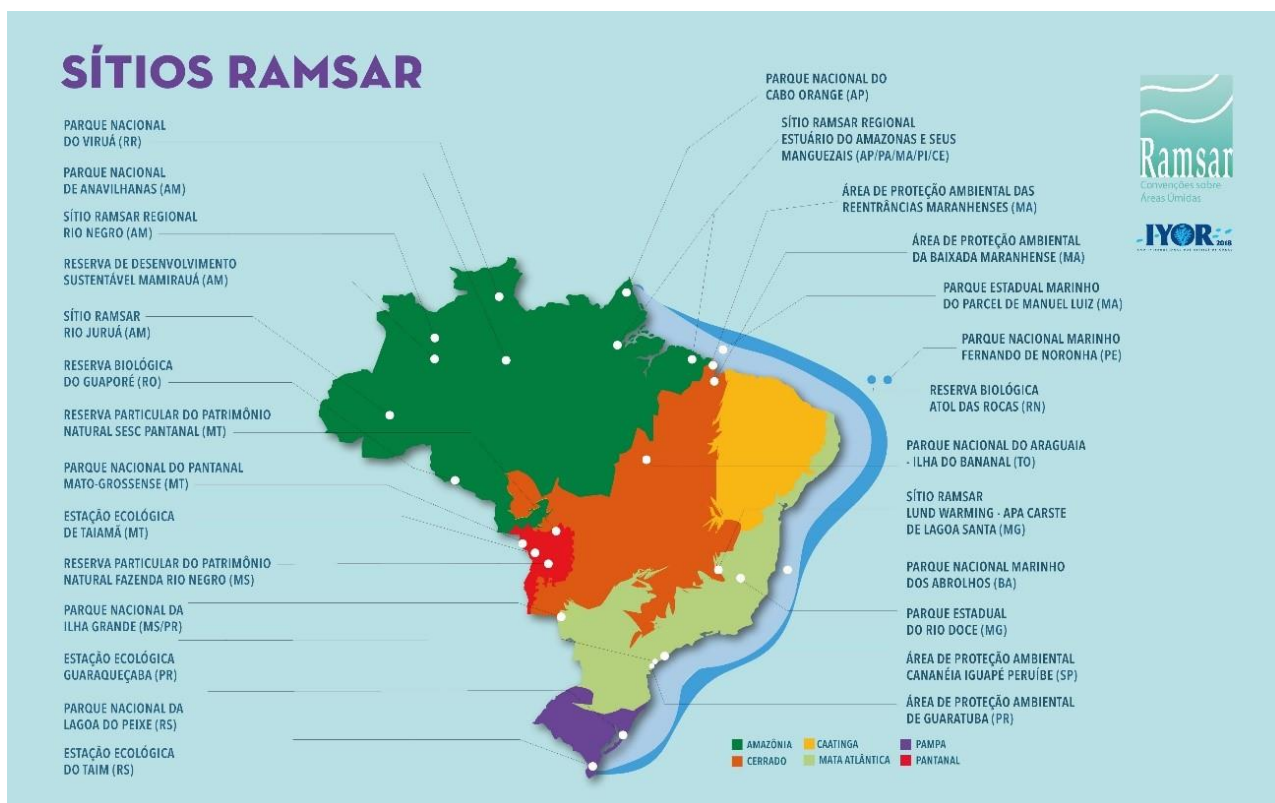 SÍTIOS RAMSAR
PARQUE NACIONAL
DO VIRUÁ (RR)
PARQUE NACIONAL
DE ANAVILHANAS (AM)
SÍTIO RAMSAR REGIONAL
RIO NEGRO (AM)
RESERVA DE DESENVOLVIMENTO
SUSTENTÁVEL MAMIRAUÁ (AM)
SÍTIO RAMSAR
RIO JURUÁ (AM)
RESERVA BIOLÓGICA
DO GUAPORÉ (RO)
RESERVA PARTICULAR DO PATRIMÔNIO
NATURAL SESC PANTANAL (MT)
PARQUE NACIONAL DO PANTANAL
MATO-GROSSENSE (MT)
ESTAÇÃO ECOLÓGICA
DE TAIAMÃ (MT)
RESERVA PARTICULAR DO PATRIMÔNIO
NATURAL FAZENDA RIO NEGRO (MS)
PARQUE NACIONAL DA
ILHA GRANDE (MS/PR)
ESTAÇÃO ECOLÓGICA
GUARAQUEÇABA (PR)
PARQUE NACIONAL DA
LAGOA DO PEIXE (RS)
ESTAÇÃO ECOLÓGICA
DO TAIM (RS)
PARQUE NACIONAL DO
CABO ORANGE (AP)
SÍTIO RAMSAR REGIONAL
ESTUÁRIO DO AMAZONAS E SEUS
MANGUEZAIS (AP/PA/MA/PI/CE)
ÁREA DE PROTEÇÃO AMBIENTAL DAS
REENTRÂNCIAS MARANHENSES (MA)
ÁREA DE PROTEÇÃO AMBIENTAL
DA BAIXADA MARANHENSE (MA)
PARQUE ESTADUAL MARINHO
DO PARCEL DE MANUEL LUIZ (MA)
PARQUE NACIONAL MARINHO
FERNANDO DE NORONHA (PE)
RESERVA BIOLÓGICA
ATOL DAS ROCAS (RN)
PARQUE NACIONAL DO ARAGUAIA
- ILHA DO BANANAL (TO)
SÍTIO RAMSAR
LUND WARMING - APA CARSTE
DE LAGOA SANTA (MG)
PARQUE NACIONAL MARINHO
DOS ABROLHOS (BA)
PARQUE ESTADUAL
DO RIO DOCE (MG)
ÁREA DE PROTEÇÃO AMBIENTAL
CANANÉIA IGUAPÉ PERUÍBE (SP)
ÁREA DE PROTEÇÃO AMBIENTAL
DE GUARATUBA (PR)
AMAZÔNIA
CAATINGA
PAMPA
CERRADO
MATA ATLÂNTICA
PANTANAL
Ramsar
Convenções sobre
Áreas Úmidas
IYOR 2018